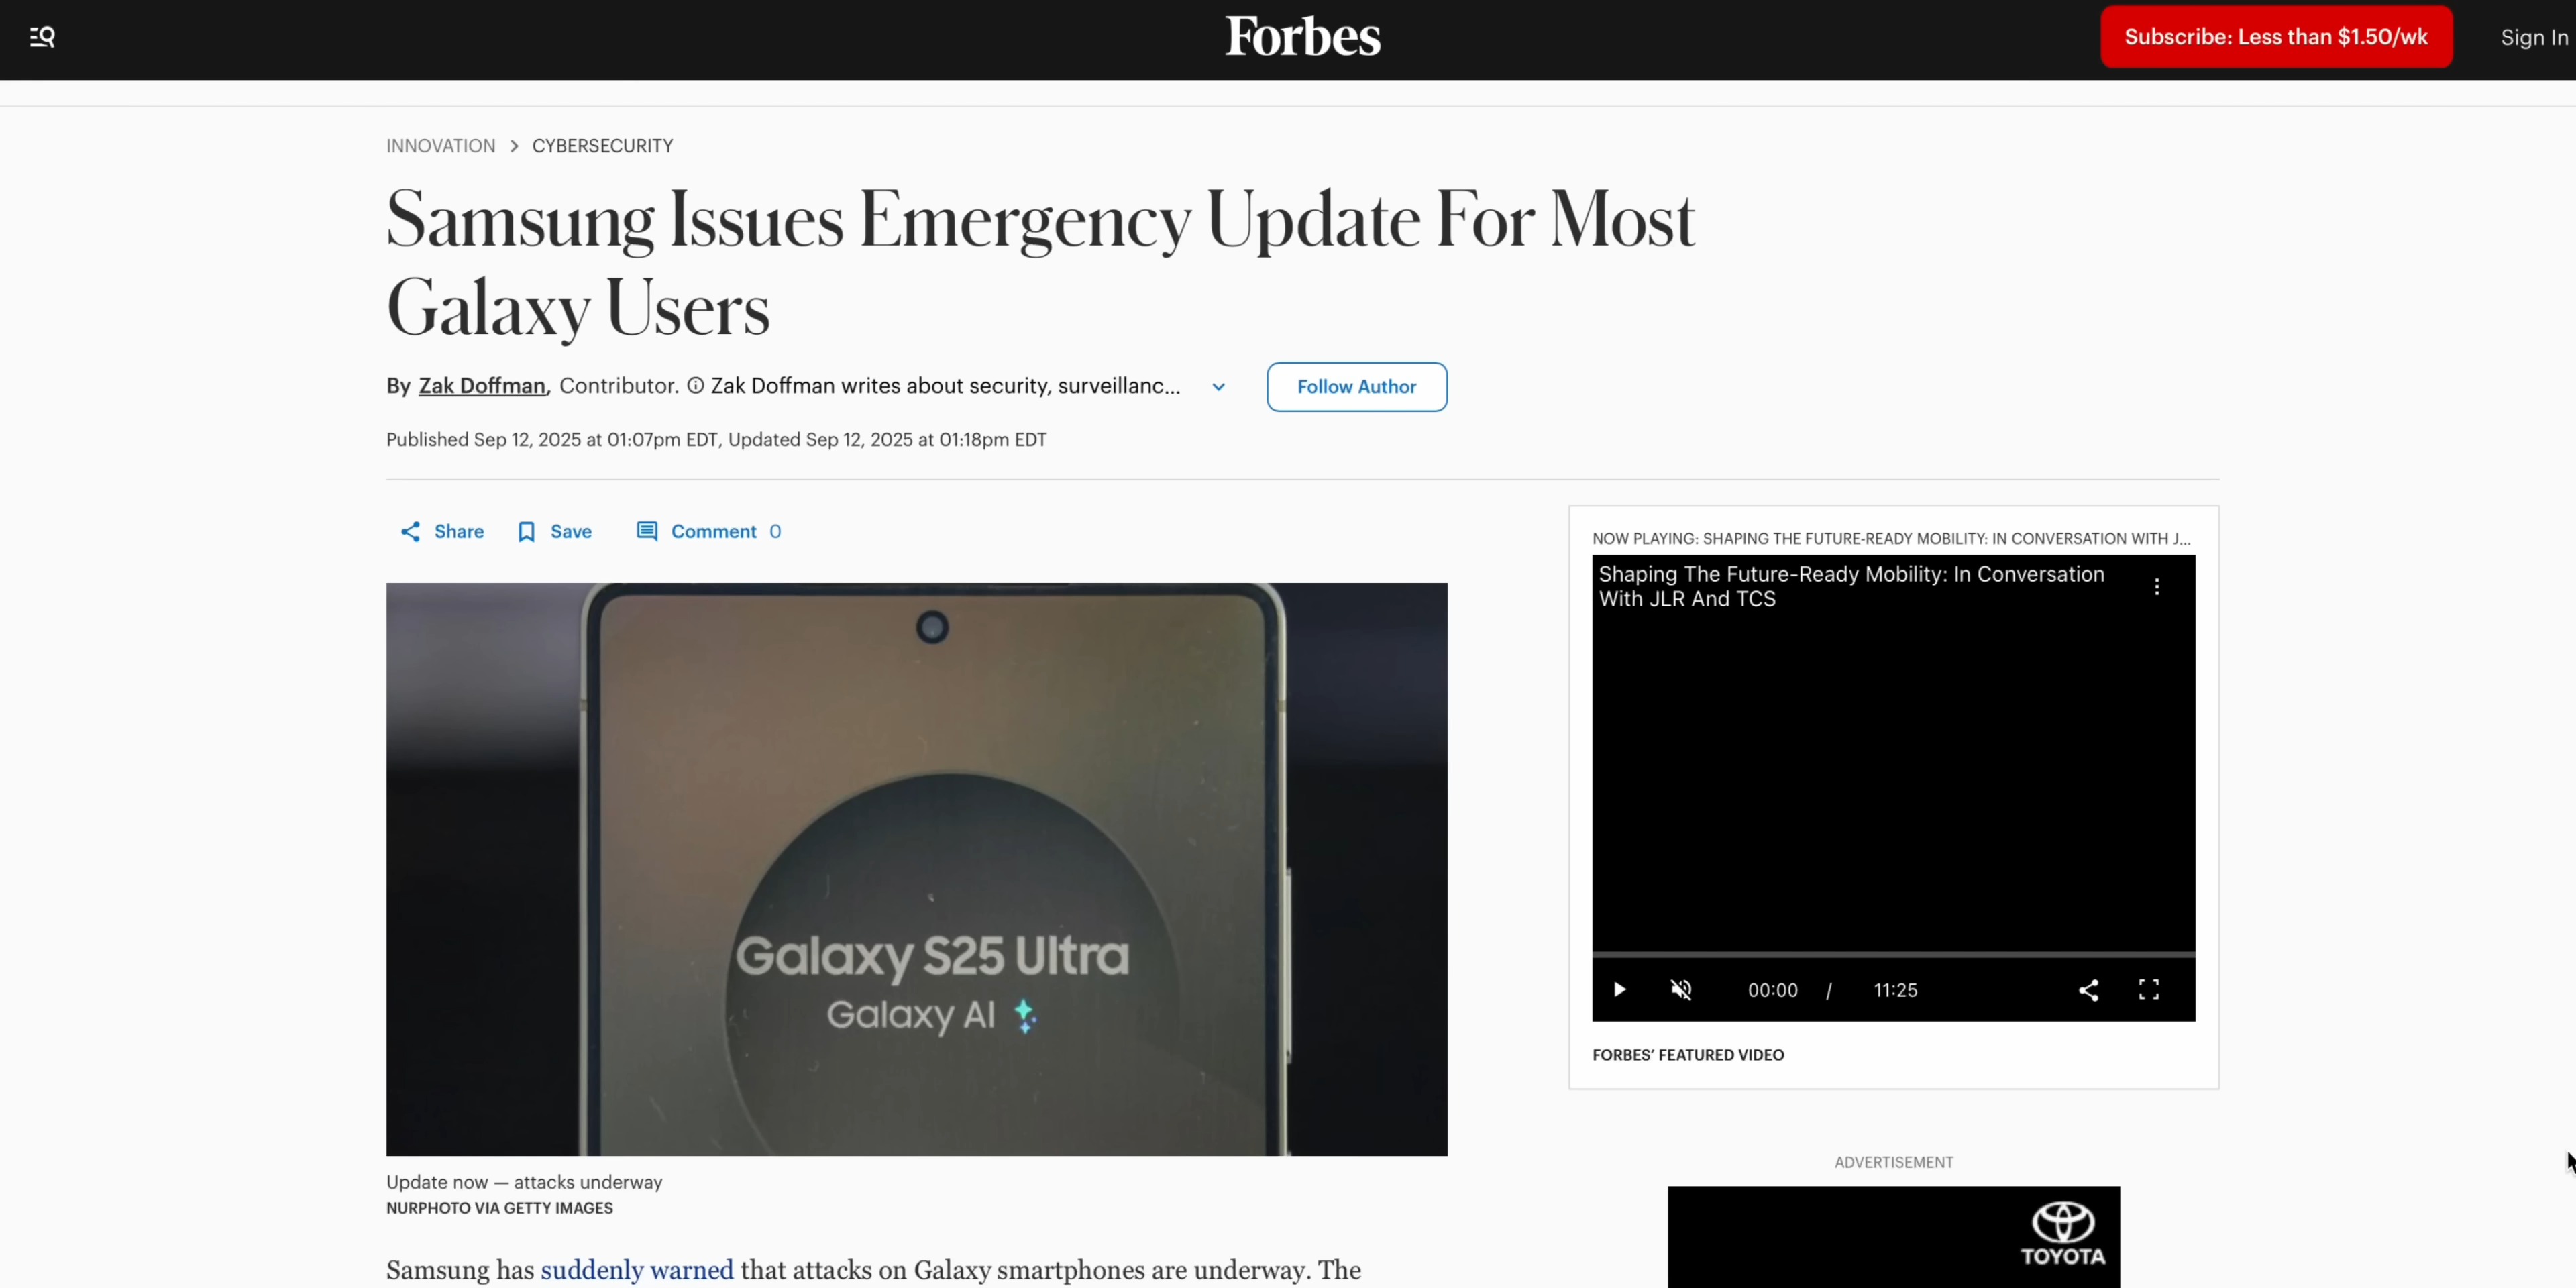 Forbes
Subscribe: Less than $1.50/wk
Sign In
INNOVATION > CYBERSECURITY
Samsung Issues Emergency Update For Most
Galaxy Users
By Zak Doffman, Contributor. Zak Doffman writes about security, surveillanc...
Follow Author
Published Sep 12, 2025 at 01:07pm EDT, Updated Sep 12, 2025 at 01:18pm EDT
Share
Save
Comment 0
Galaxy S25 Ultra
Galaxy AI
Update now — attacks underway
NURPHOTO VIA GETTY IMAGES
Samsung has suddenly warned that attacks on Galaxy smartphones are underway. The
NOW PLAYING: SHAPING THE FUTURE-READY MOBILITY: IN CONVERSATION WITH J...
Shaping The Future-Ready Mobility: In Conversation
With JLR And TCS
00:00 / 11:25
FORBES’ FEATURED VIDEO
ADVERTISEMENT
TOYOTA